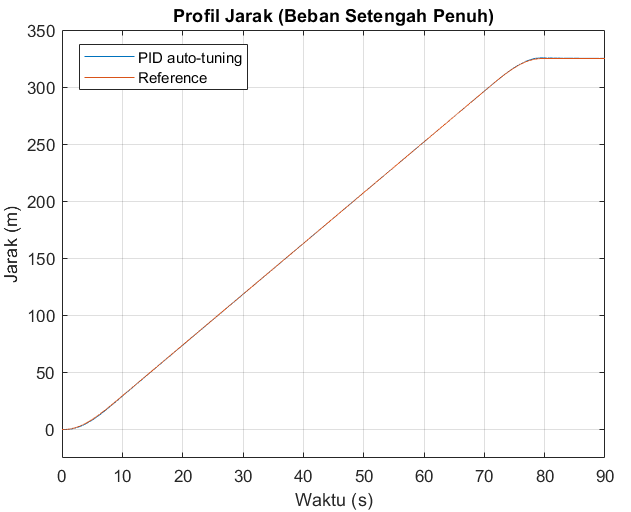 Profil Jarak (Beban Setengah Penuh)
350
300
250
200
150
100
50
0
Jarak (m)
PID auto-tuning
Reference
0 10 20 30 40 50 60 70 80 90
Waktu (s)